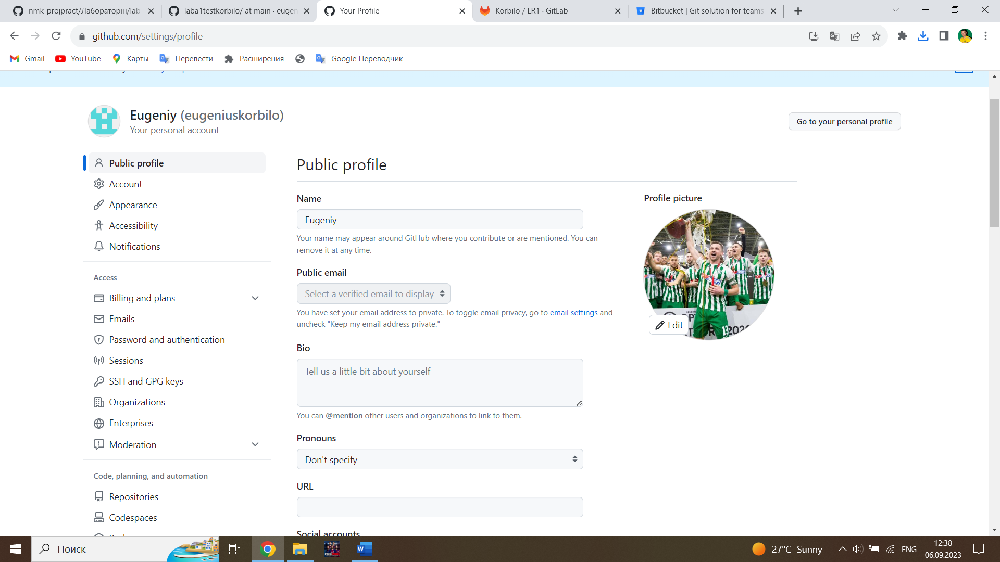 nmk-projpract/Лабораторні/lab-
laba1testkorbilo/ at main · eugen
Your Profile
Korbilo / LR1 · GitLab
Bitbucket | Git solution for teams
github.com/settings/profile
Gmail
YouTube
Карты
Перевести
Расширения
Google Переводчик
Eugeniy (eugeniuskorbilo)
Your personal account
Go to your personal profile
Public profile
Account
Appearance
Accessibility
Notifications
Access
Billing and plans
Emails
Password and authentication
Sessions
SSH and GPG keys
Organizations
Enterprises
Moderation
Code, planning, and automation
Repositories
Codespaces
Public profile
Name
Eugeniy
Your name may appear around GitHub where you contribute or are mentioned. You can
remove it at any time.
Public email
Select a verified email to display
You have set your email address to private. To toggle email privacy, go to email settings and
uncheck "Keep my email address private."
Bio
Tell us a little bit about yourself
You can @mention other users and organizations to link to them.
Pronouns
Don't specify
URL
Social accounts
Profile picture
Edit
13
Поиск
27°C Sunny
ENG
12:38
06.09.2023